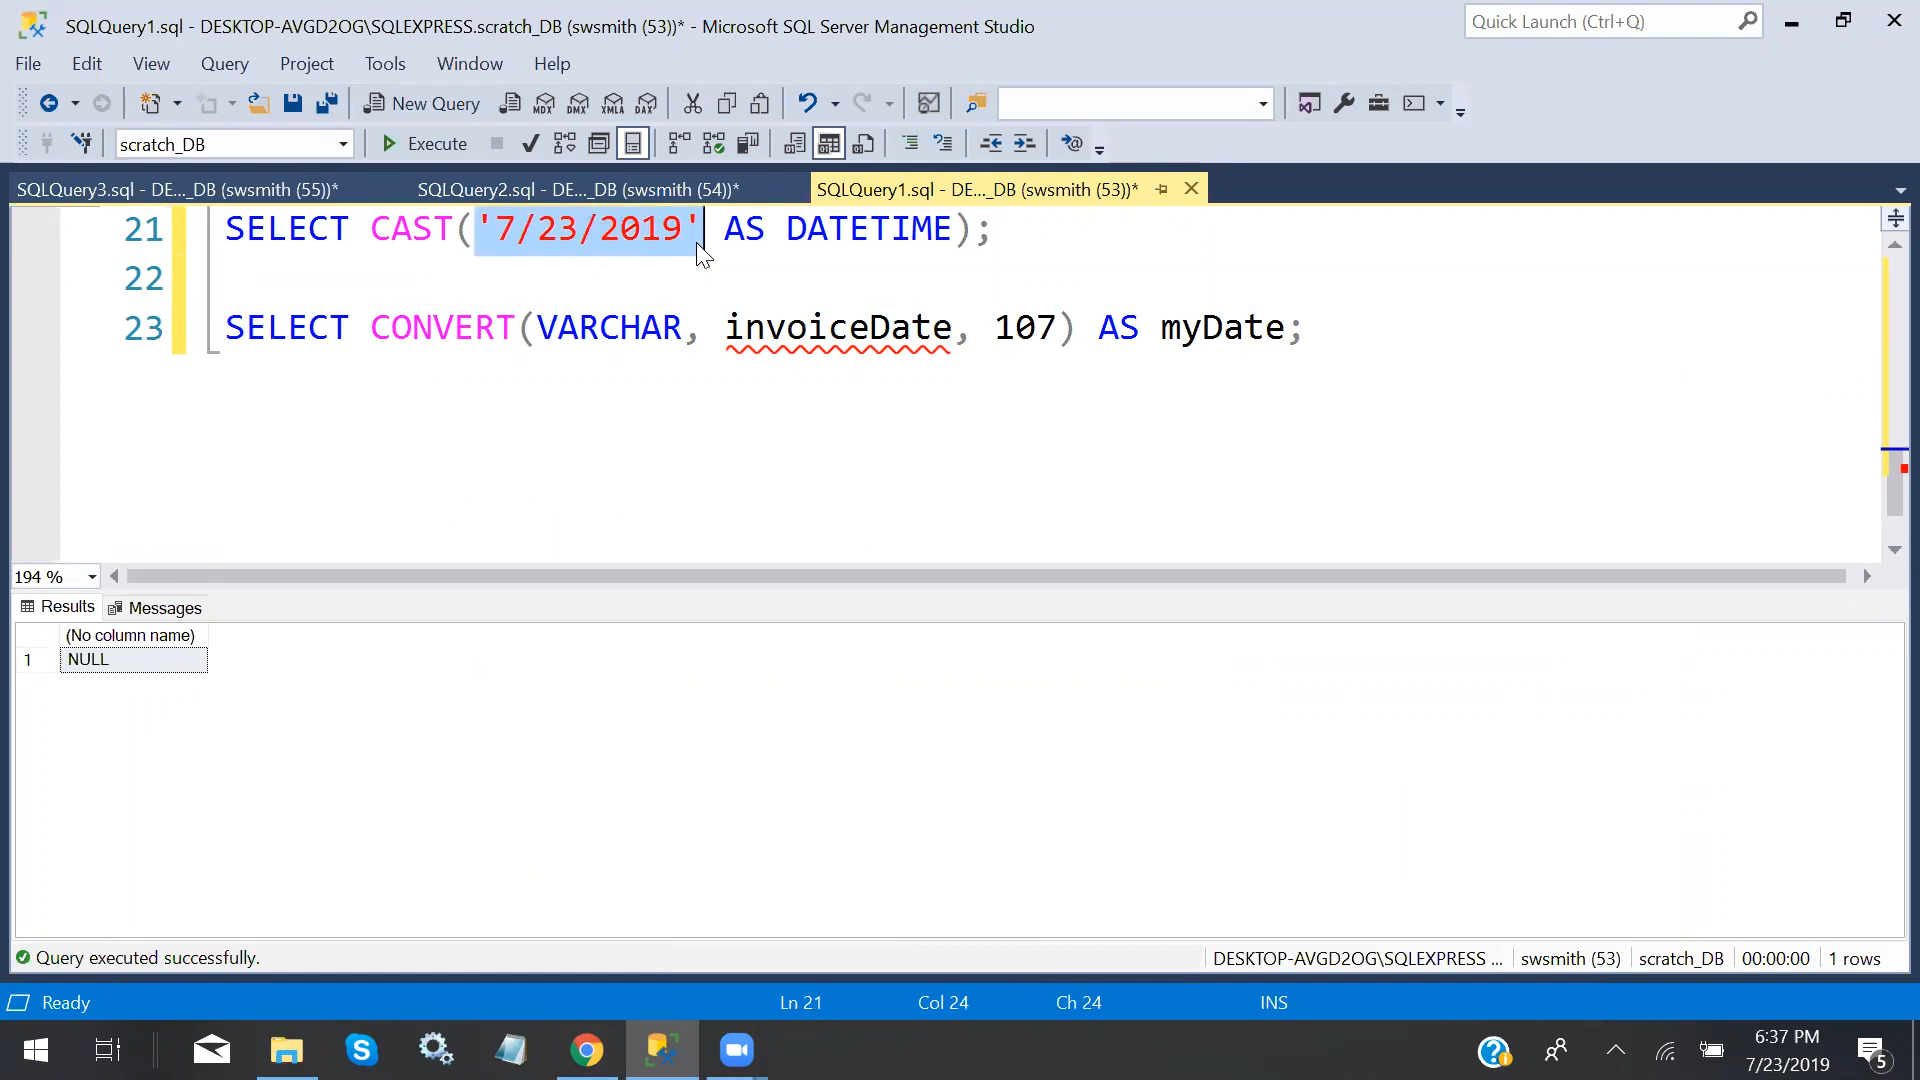 SQLQuery1.sql - DESKTOP-AVGD2OG\SQLEXPRESS.scratch_DB (swsmith (53))* - Microsoft SQL Server Management Studio
Quick Launch (Ctrl+Q)
File Edit View Query Project Tools Window Help
New Query MDX DMX XMLA DAX
scratch_DB Execute
SQLQuery3.sql - DE..._DB (swsmith (55))* SQLQuery2.sql - DE..._DB (swsmith (54))* SQLQuery1.sql - DE..._DB (swsmith (53))*
21 SELECT CAST('7/23/2019' AS DATETIME);
22
23 SELECT CONVERT(VARCHAR, invoiceDate, 107) AS myDate;
194 %
Results Messages
(No column name)
1 NULL
Query executed successfully. DESKTOP-AVGD2OG\SQLEXPRESS ... swsmith (53) scratch_DB 00:00:00 1 rows
Ready Ln 21 Col 24 Ch 24 INS
6:37 PM
7/23/2019
5